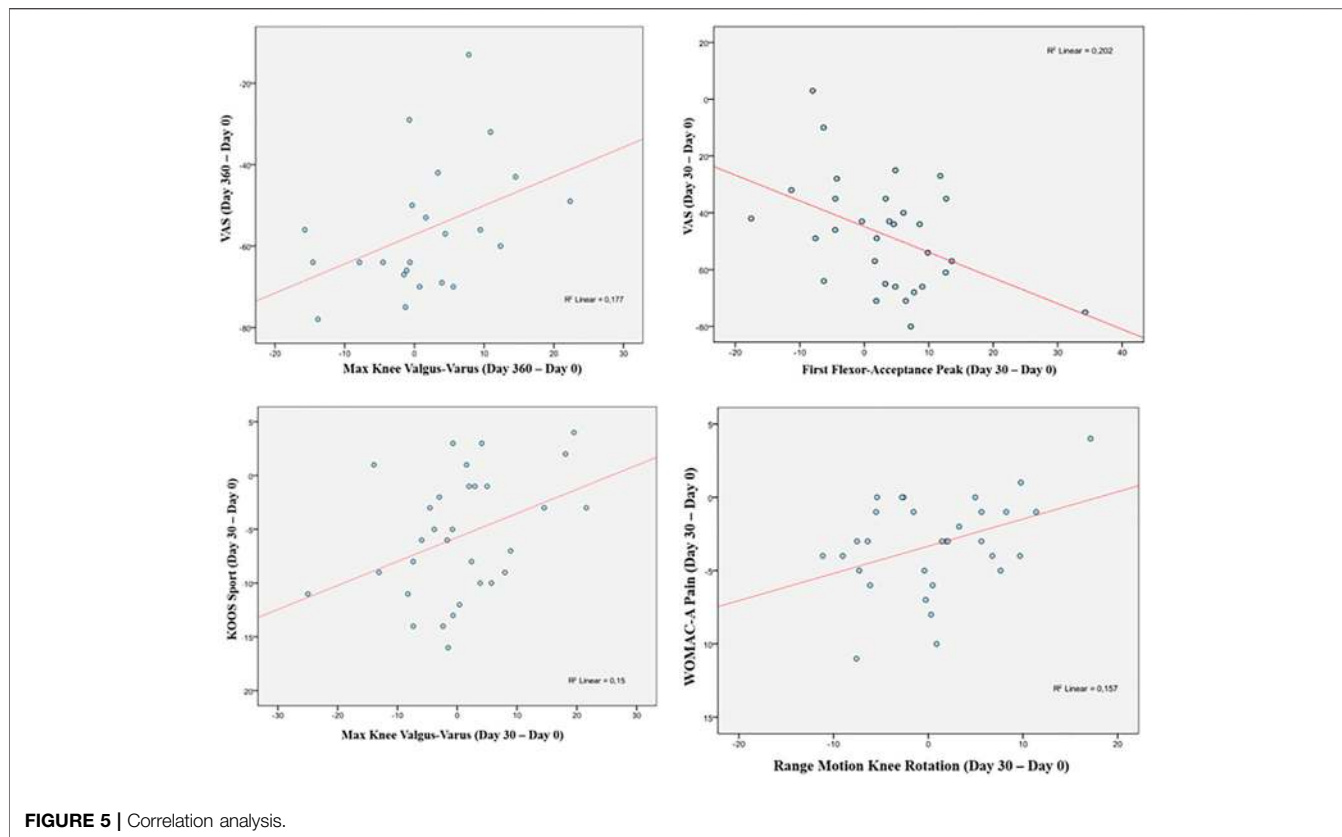 -20
-40
-60
-80
VAS (Day 360 – Day 0)
R² Linear = 0,177
-20 -10 0 10 20 30
Max Knee Valgus-Varus (Day 360 – Day 0)
20
0
20
40
60
-80
VAS (Day 30 – Day 0)
R² Linear = 0,202
-20 -10 0 10 20 30 40
First Flexor-Acceptance Peak (Day 30 – Day 0)
5
-0
-5
-10
-15
20
KOOS Sport (Day 30 – Day 0)
R² Linear = 0,15
-30 -20 -10 0 10 20 30
Max Knee Valgus-Varus (Day 30 – Day 0)
5
-0
-5
10
15
WOMAC-A Pain (Day 30 – Day 0)
R² Linear = 0,157
-20 -10 0 10 20
Range Motion Knee Rotation (Day 30 – Day 0)
FIGURE 5 | Correlation analysis.